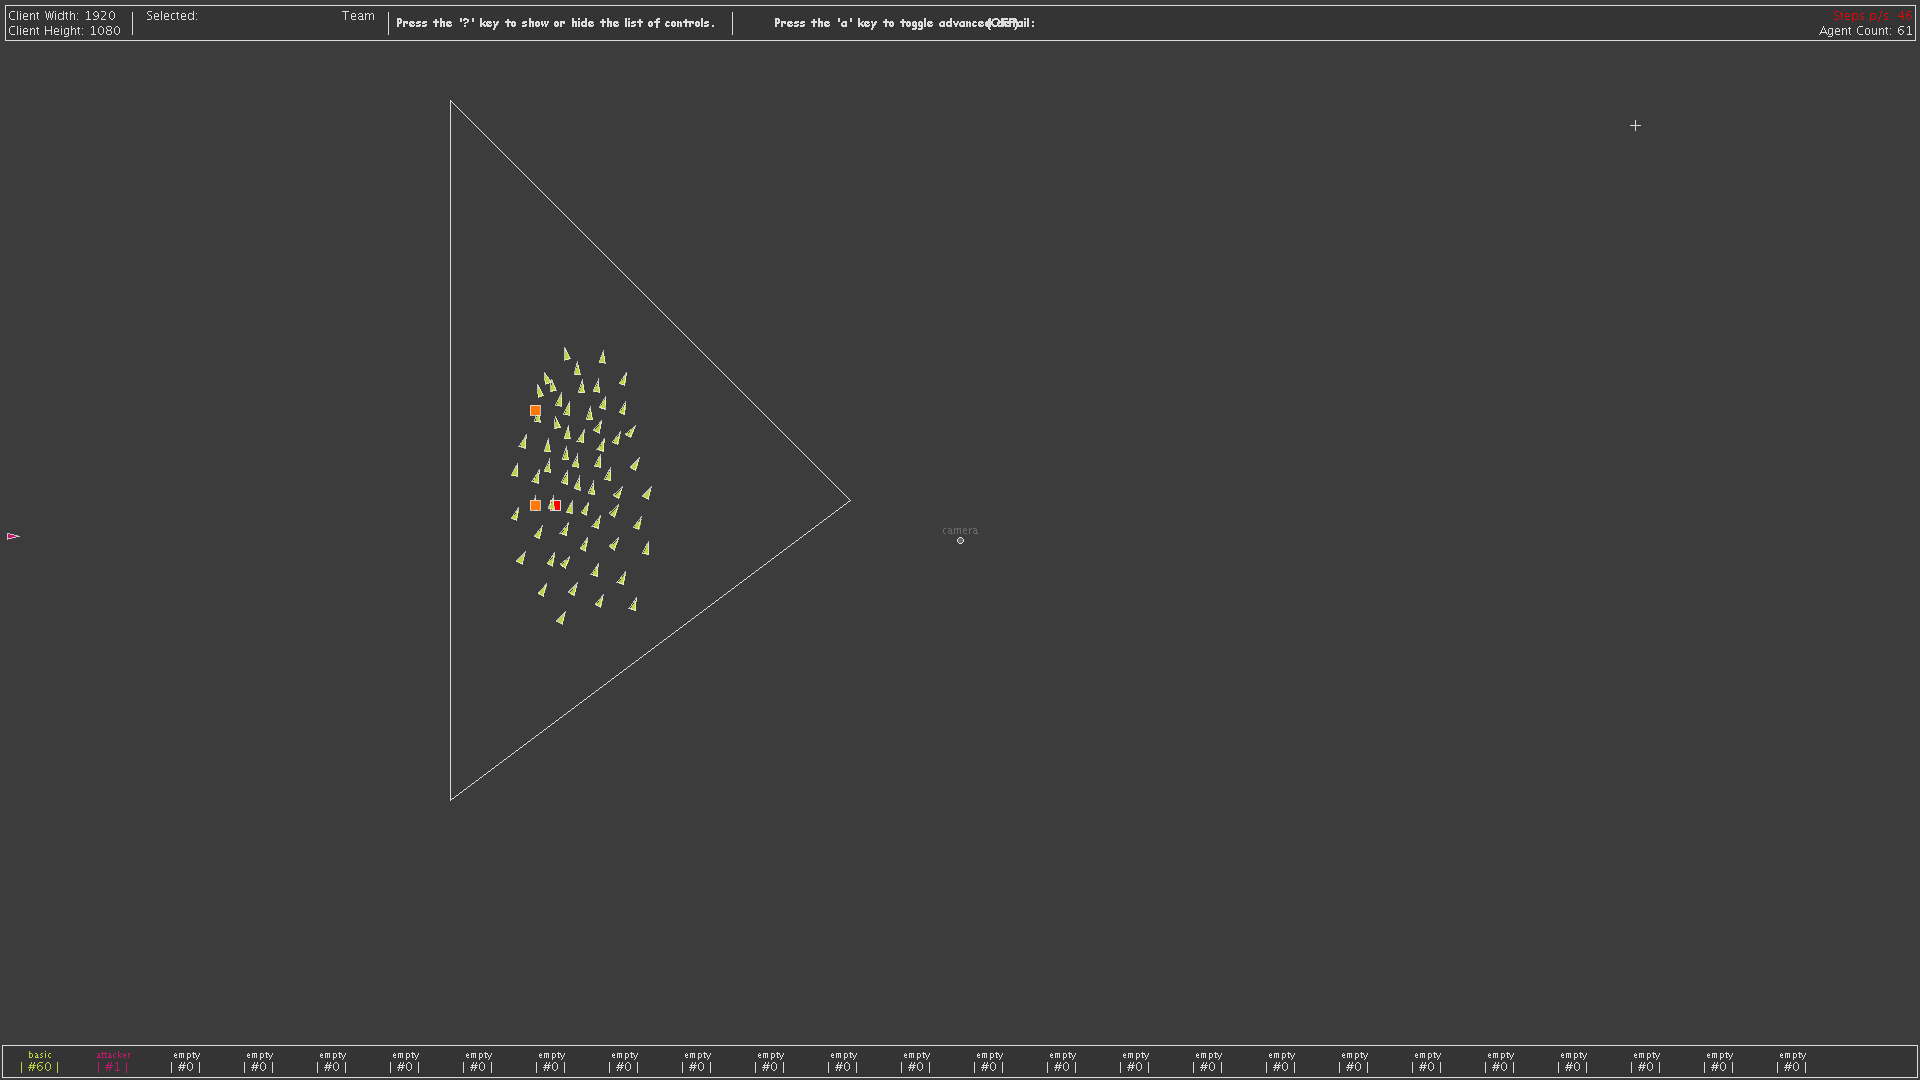 Client Width: 1920
Client Height: 1080
Selected:
Team
Press the '?' key to show or hide the list of controls.
Press the 'a' key to toggle advanced detail:
(OFF)
Steps p/s: 46
Agent Count: 61
camera
basic attacker empty empty empty empty empty empty empty empty empty empty empty empty empty empty empty empty empty empty empty empty empty empty empty
| #60 | | #1 | | #0 | | #0 | | #0 | | #0 | | #0 | | #0 | | #0 | | #0 | | #0 | | #0 | | #0 | | #0 | | #0 | | #0 | | #0 | | #0 | | #0 | | #0 | | #0 | | #0 | | #0 | | #0 | | #0 |